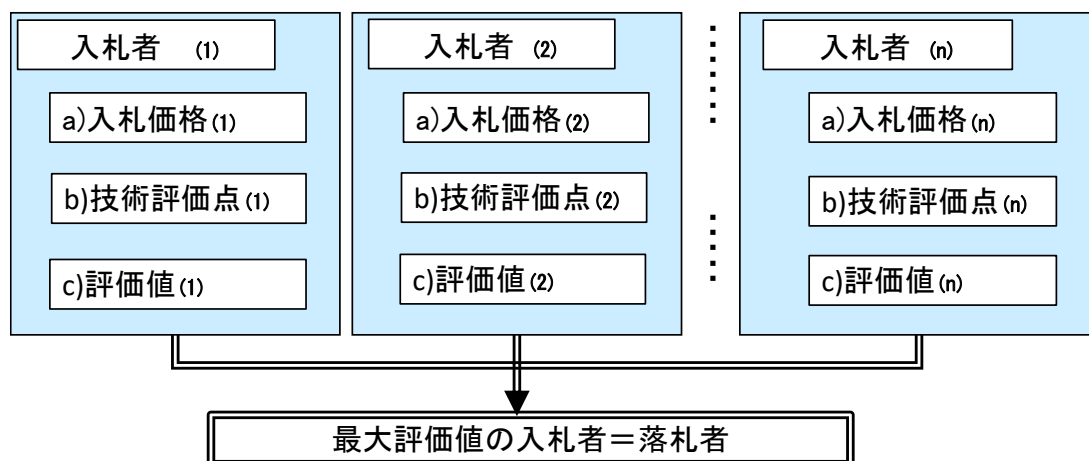 入札者 (1)
a)入札価格(1)
b)技術評価点(1)
c)評価値(1)
入札者 (2)
a)入札価格(2)
b)技術評価点(2)
c)評価値(2)
入札者 (n)
a)入札価格(n)
b)技術評価点(n)
c)評価値(n)
最大評価値の入札者＝落札者